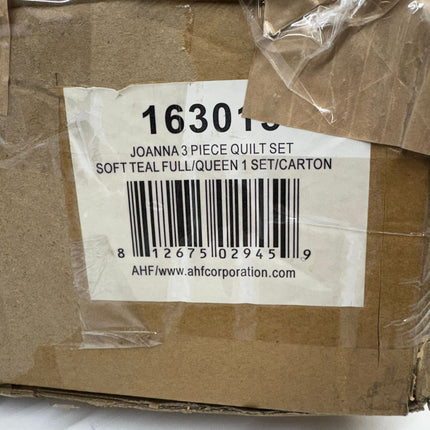 JOANNA 3 PIECE QUILT SET
SOFT TEAL FULL/QUEEN 1 SET/CARTON
8 12675 02945 9
AHF/www.ahfcorporation.com